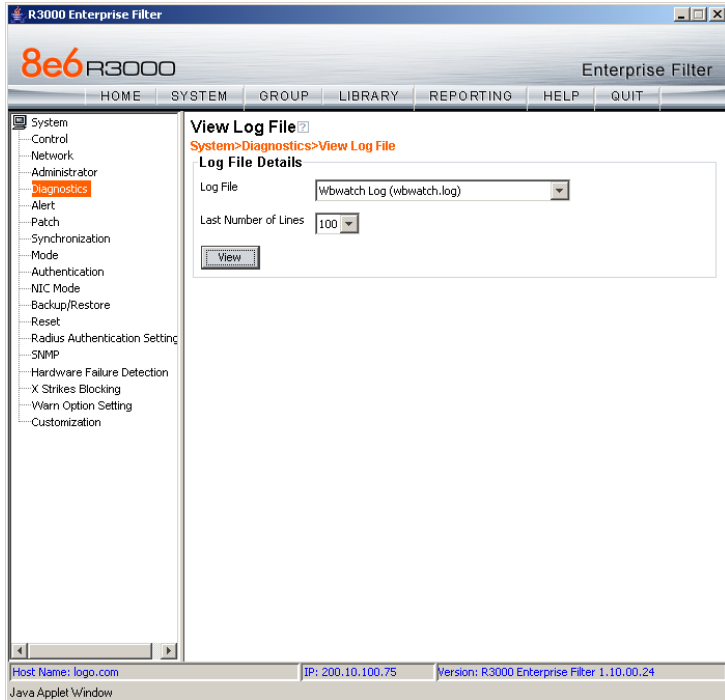 R3000 Enterprise Filter
8e6 R3000
Enterprise Filter
HOME SYSTEM GROUP LIBRARY REPORTING HELP QUIT
System
Control
Network
Administrator
Diagnostics
Alert
Patch
Synchronization
Mode
Authentication
NIC Mode
Backup/Restore
Reset
Radius Authentication Setting
SNMP
Hardware Failure Detection
X Strikes Blocking
Warn Option Setting
Customization
View Log File?
System>Diagnostics>View Log File
Log File Details
Log File Wbwatch Log (wbwatch.log)
Last Number of Lines 100
View
Host Name: logo.com IP: 200.10.100.75 Version: R3000 Enterprise Filter 1.10.00.24
Java Applet Window